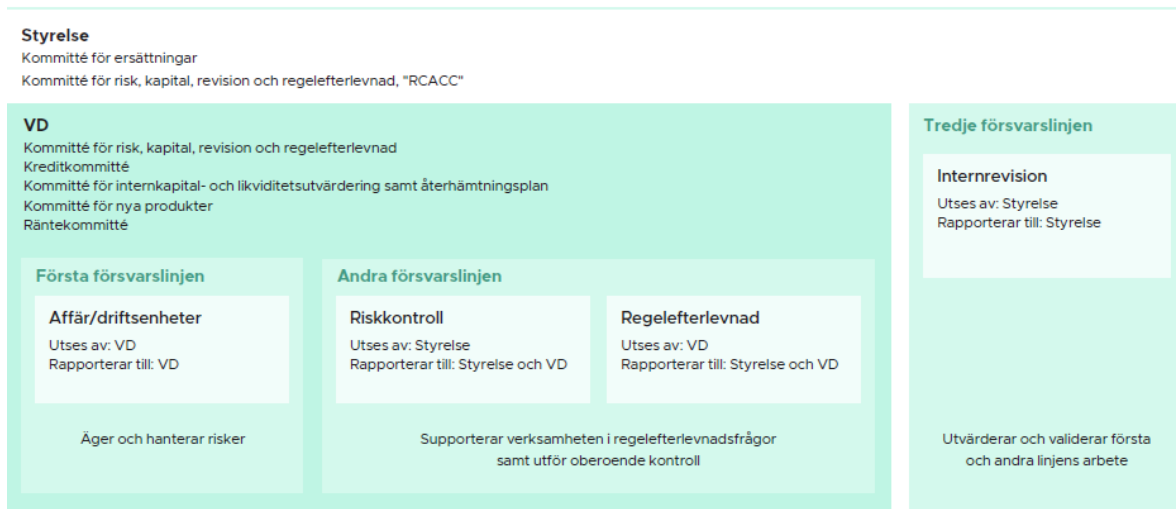 Styrelse
Kommitté för ersättningar
Kommitté för risk, kapital, revision och regelefterlevnad, "RCACC"
VD
Kommitté för risk, kapital, revision och regelefterlevnad
Kreditkommitté
Kommitté för internkapital- och likviditetsutvärdering samt återhämtningsplan
Kommitté för nya produkter
Räntekommitté
Första försvarslinjen
Affär/driftsenheter
Utses av: VD
Rapporterar till: VD
Äger och hanterar risker
Andra försvarslinjen
Riskkontroll
Utses av: Styrelse
Rapporterar till: Styrelse och VD
Regelefterlevnad
Utses av: VD
Rapporterar till: Styrelse och VD
Supporterar verksamheten i regelefterlevnadsfrågor
samt utför oberoende kontroll
Tredje försvarslinjen
Internrevision
Utses av: Styrelse
Rapporterar till: Styrelse
Utvärderar och validerar första
och andra linjens arbete